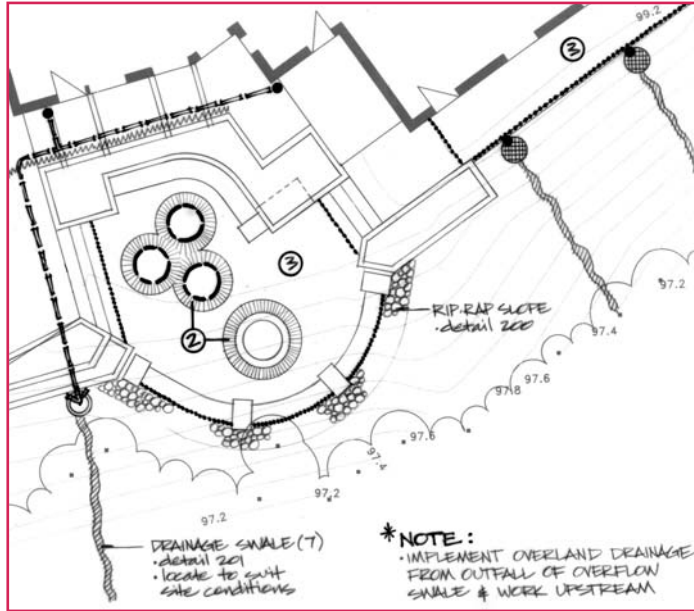 99.2
3
3
2
97.2
RIP-RAP SLOPE
·detail 200
97.4
97.6
97.8
97.6
97.4
97.2
97.2
DRAINAGE SWALE (7)
·detail 201
·locate to suit
site conditions
*NOTE:
·IMPLEMENT OVERLAND DRAINAGE
FROM OUTFALL OF OVERFLOW
SWALE & WORK UPSTREAM